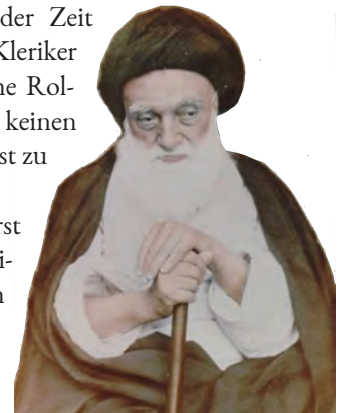 der Zeit
Kleriker
ne Rol-
keinen
st zu
rst
i-
n